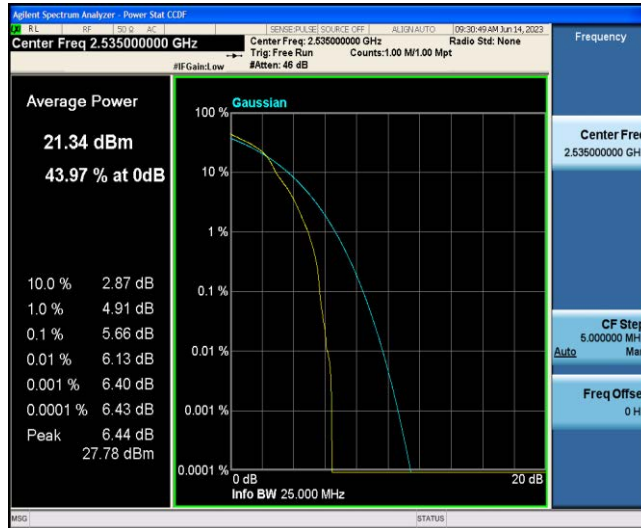 Agilent Spectrum Analyzer - Power Stat CCDF
RL RF 50 Ω AC SENSE:PULSE SOURCE OFF ALIGNAUTO 09:30:49AM Jun 14, 2023
Center Freq 2.535000000 GHz
Center Freq: 2.535000000 GHz Radio Std: None
Trig: Free Run Counts:1.00 M/1.00 Mpt
#IFGain:Low #Atten: 46 dB
Frequency
Average Power
21.34 dBm
43.97 % at 0dB
10.0 % 2.87 dB
1.0 % 4.91 dB
0.1 % 5.66 dB
0.01 % 6.13 dB
0.001 % 6.40 dB
0.0001 % 6.43 dB
Peak 6.44 dB
27.78 dBm
Gaussian
100 %
10 %
1 %
0.1 %
0.01 %
0.001 %
0.0001 %
0 dB 20 dB
Info BW 25.000 MHz
Center Fre
2.535000000 GH
CF Step
5.000000 MH
Auto Ma
Freq Offse
0 H
MSG STATUS